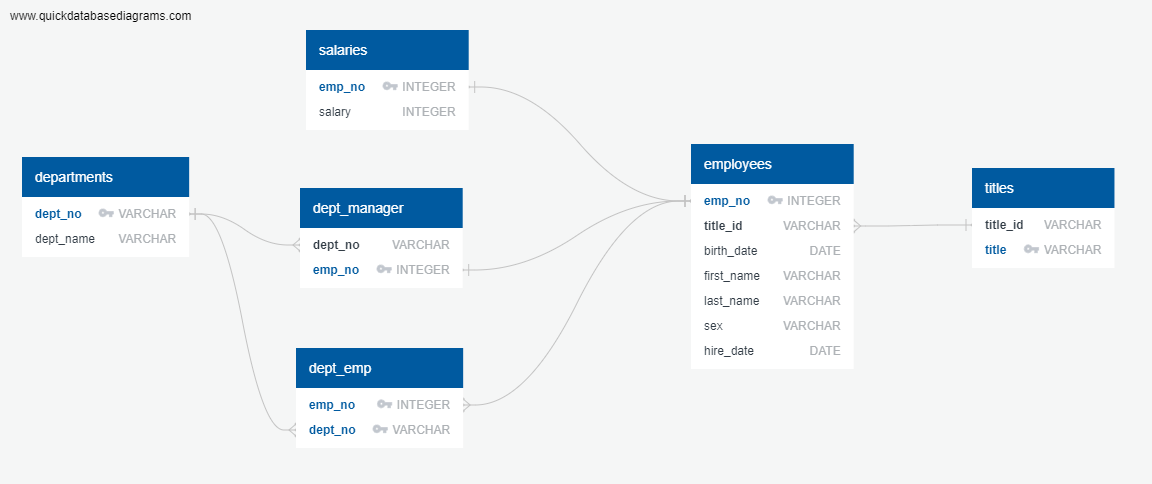 www.quickdatabasediagrams.com
salaries
emp_no INTEGER
salary INTEGER
departments
dept_no VARCHAR
dept_name VARCHAR
dept_manager
dept_no VARCHAR
emp_no INTEGER
dept_emp
emp_no INTEGER
dept_no VARCHAR
employees
emp_no INTEGER
title_id VARCHAR
birth_date DATE
first_name VARCHAR
last_name VARCHAR
sex VARCHAR
hire_date DATE
titles
title_id VARCHAR
title VARCHAR